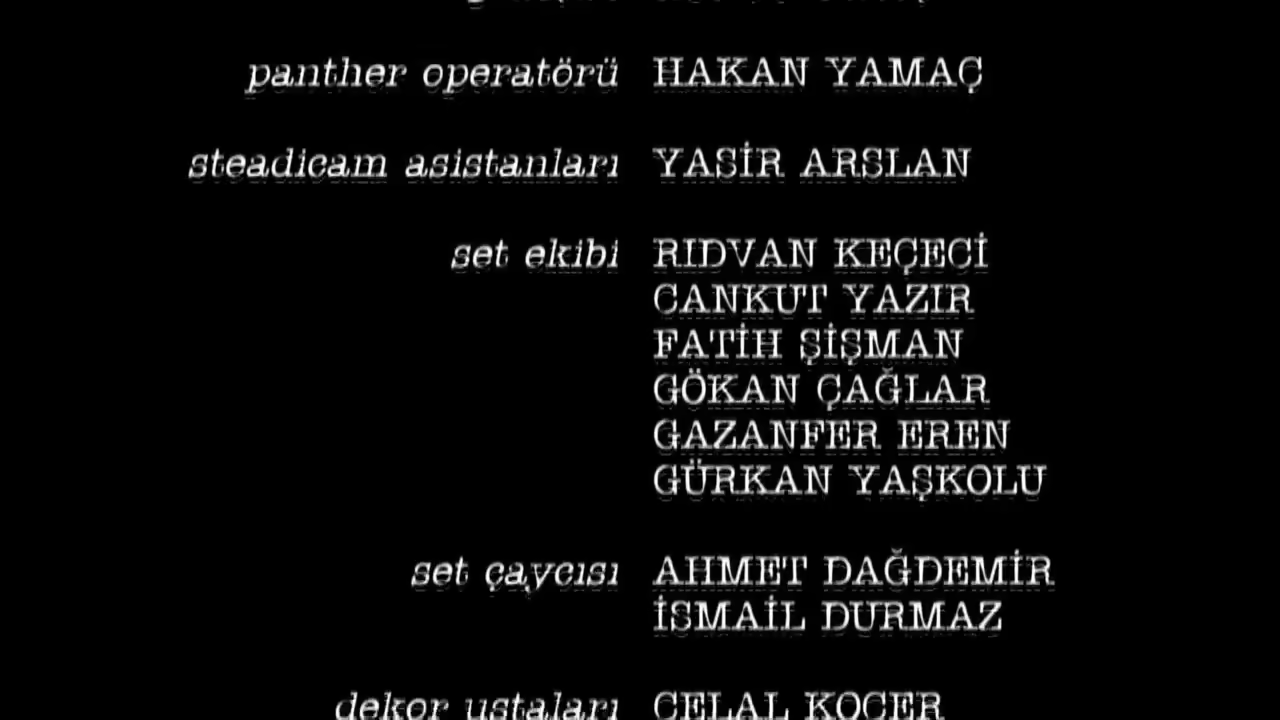 panther operatörü HAKAN YAMAÇ
steadicam asistanları YASİR ARSLAN
set ekibi RIDVAN KEÇECİ
CANKUT YAZIR
FATİH ŞİŞMAN
GÖKAN ÇAĞLAR
GAZANFER EREN
GÜRKAN YAŞKOLU
set çaycısı AHMET DAĞDEMİR
İSMAİL DURMAZ
dekor ustaları CELAL